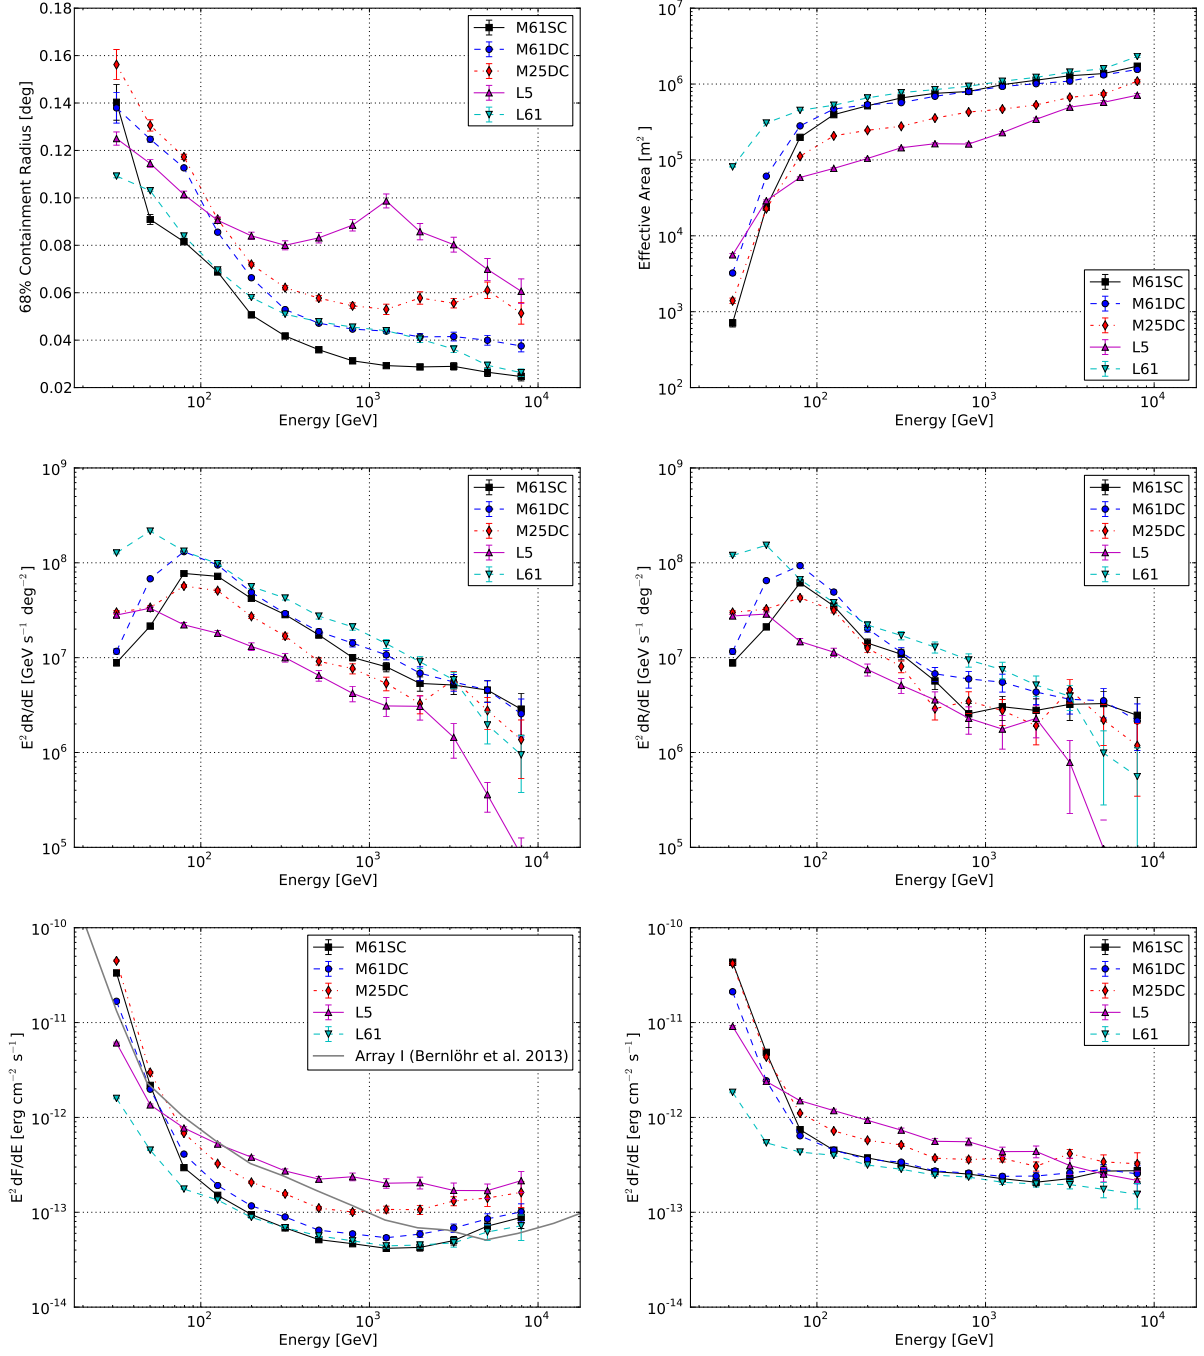 0.18
0.16
0.14
0.12
0.10
0.08
0.06
0.04
0.02
68% Containment Radius [deg]
M61SC
M61DC
M25DC
L5
L61
10² 10³ 10⁴
Energy [GeV]
10⁷
10⁶
10⁵
10⁴
10³
10²
Effective Area [m²]
M61SC
M61DC
M25DC
L5
L61
10² 10³ 10⁴
Energy [GeV]
10⁹
10⁸
10⁷
10⁶
10⁵
E² dR/dE [GeV s⁻¹ deg⁻²]
M61SC
M61DC
M25DC
L5
L61
10² 10³ 10⁴
Energy [GeV]
10⁹
10⁸
10⁷
10⁶
10⁵
E² dR/dE [GeV s⁻¹ deg⁻²]
M61SC
M61DC
M25DC
L5
L61
10² 10³ 10⁴
Energy [GeV]
10⁻¹⁰
10⁻¹¹
10⁻¹²
10⁻¹³
10⁻¹⁴
E² dF/dE [erg cm⁻² s⁻¹]
M61SC
M61DC
M25DC
L5
L61
Array I (Bernlöhr et al. 2013)
10² 10³ 10⁴
Energy [GeV]
10⁻¹⁰
10⁻¹¹
10⁻¹²
10⁻¹³
10⁻¹⁴
E² dF/dE [erg cm⁻² s⁻¹]
M61SC
M61DC
M25DC
L5
L61
10² 10³ 10⁴
Energy [GeV]